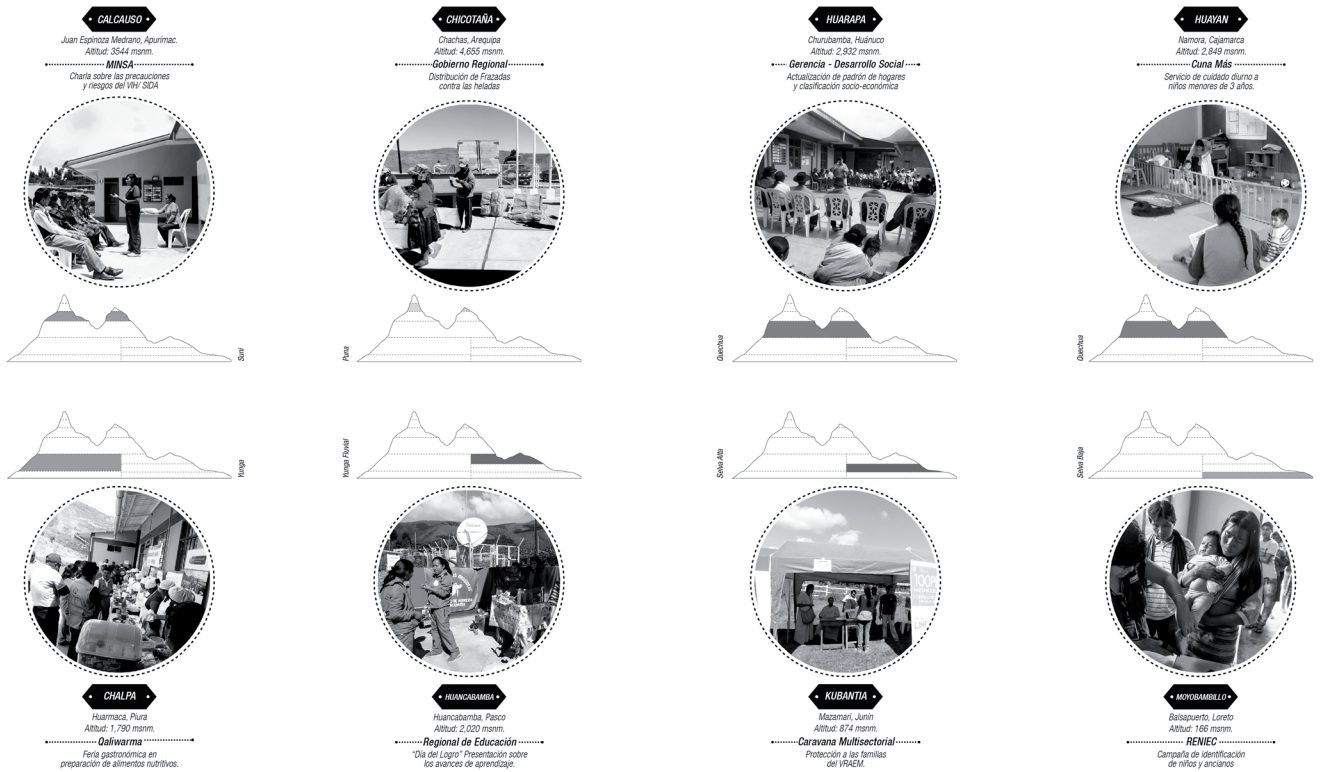 CALCAUSO
Juan Espinoza Medrano, Apurímac.
Altitud: 3544 msnm.
MINSA
Charla sobre las precauciones
y riesgos del VIH/ SIDA
CHICOTAÑA
Chachas, Arequipa
Altitud: 4,655 msnm.
Gobierno Regional
Distribución de Frazadas
contra las heladas
HUARAPA
Churubamba, Huánuco
Altitud: 2,932 msnm.
Gerencia - Desarrollo Social
Actualización de padrón de hogares
y clasificación socio-económica
HUAYAN
Namora, Cajamarca
Altitud: 2,849 msnm.
Cuna Más
Servicio de cuidado diurno a
niños menores de 3 años.
Suni
Puna
Quechua
Quechua
Yunga
Yunga Fluvial
Selva Alta
Selva Baja
100P
CHALPA
Huarmaca, Piura
Altitud: 1,790 msnm.
Qaliwarma
Feria gastronómica en
preparación de alimentos nutritivos.
HUANCABAMBA
Huancabamba, Pasco
Altitud: 2,020 msnm.
Regional de Educación
"Día del Logro" Presentación sobre
los avances de aprendizaje.
KUBANTIA
Mazamari, Junín
Altitud: 874 msnm.
Caravana Multisectorial
Protección a las familias
del VRAEM.
MOYOBAMBILLO
Balsapuerto, Loreto
Altitud: 166 msnm.
RENIEC
Campaña de identificación
de niños y ancianos